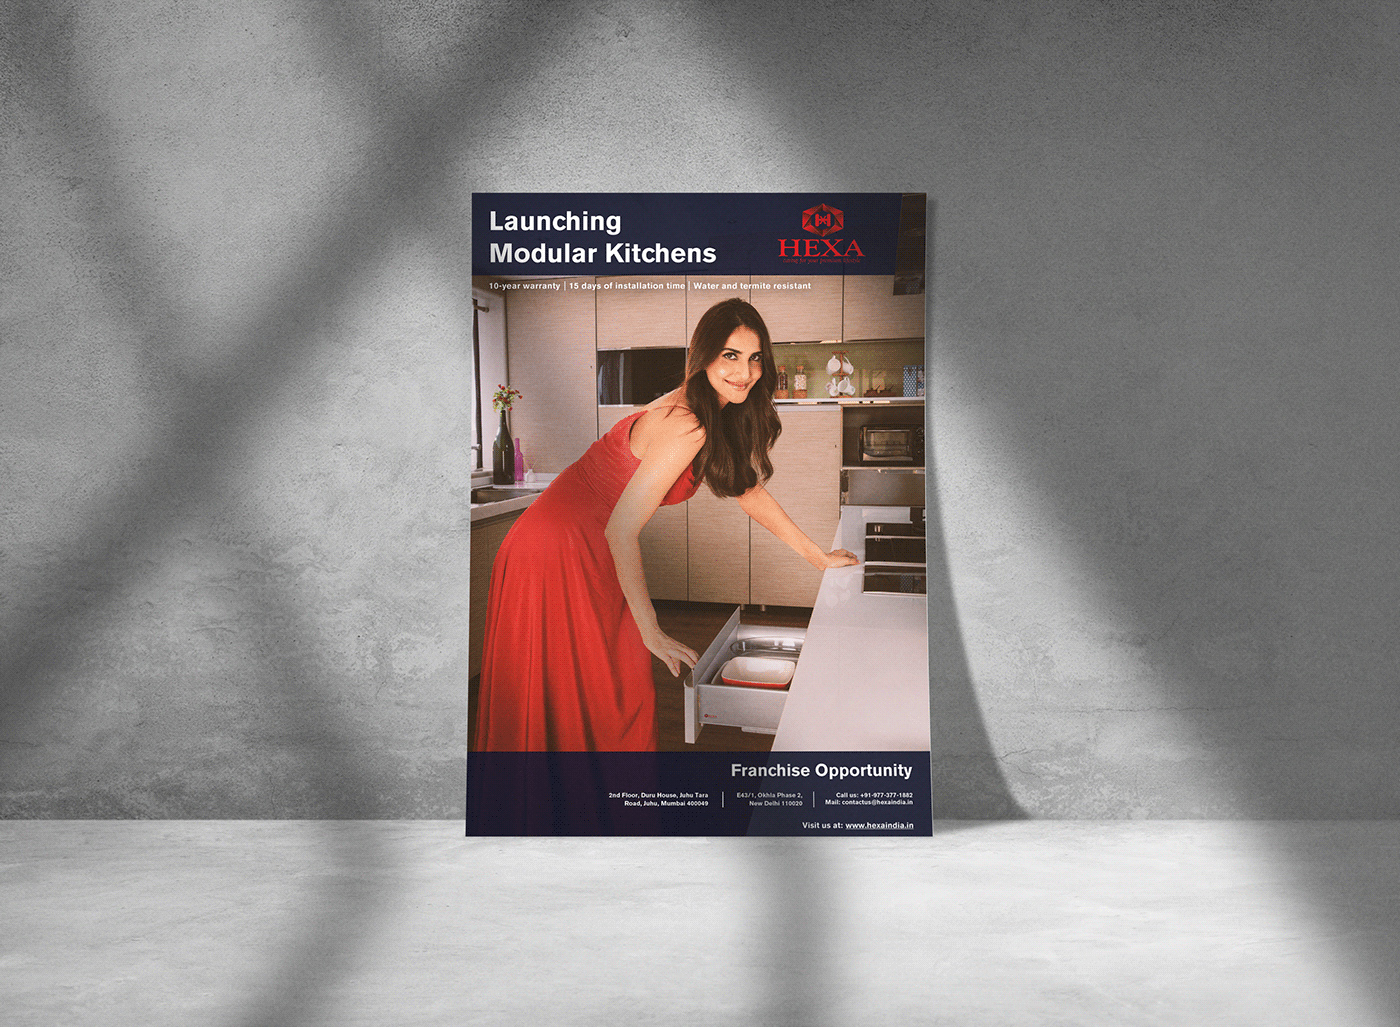 Launching
Modular Kitchens
HEXA
10-year warranty | 15 days of installation time | Water and termite resistant
Franchise Opportunity
2nd Floor, Duru House, Juhu Tara
Road, Juhu, Mumbai 400049
E43/1, Okhla Phase 2,
New Delhi 110020
Call us: +91-977-377-1882
Mail: contactus@hexaindia.in
Visit us at: www.hexaindia.in